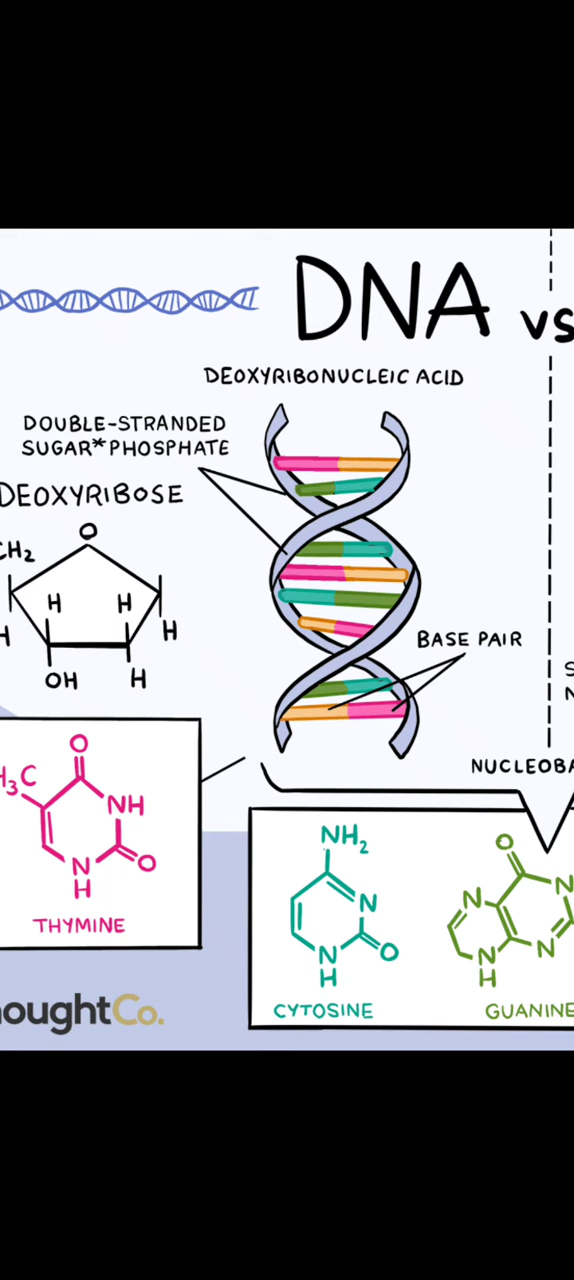 DNA vs
DEOXYRIBONUCLEIC ACID
DOUBLE-STRANDED
SUGAR*PHOSPHATE
DEOXYRIBOSE
CH₂
O
H
H
H
H
OH
H
BASE PAIR
S
N
NUCLEOBA
O
H₃C
NH
N
H
O
THYMINE
NH₂
N
N
H
O
CYTOSINE
O
N
N
N
H
N
GUANINE
oughtCo.